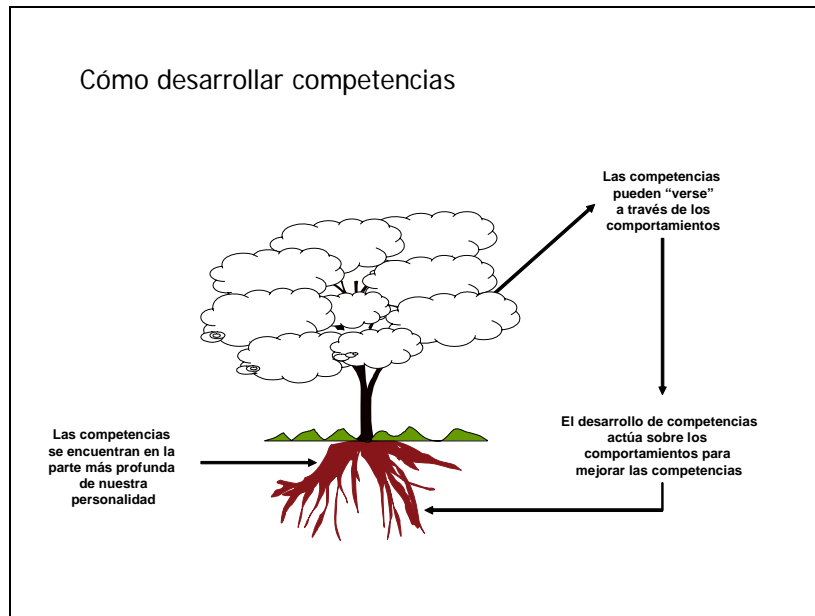 Cómo desarrollar competencias
Las competencias
pueden “verse”
a través de los
comportamientos
El desarrollo de competencias
actúa sobre los
comportamientos para
mejorar las competencias
Las competencias
se encuentran en la
parte más profunda
de nuestra
personalidad